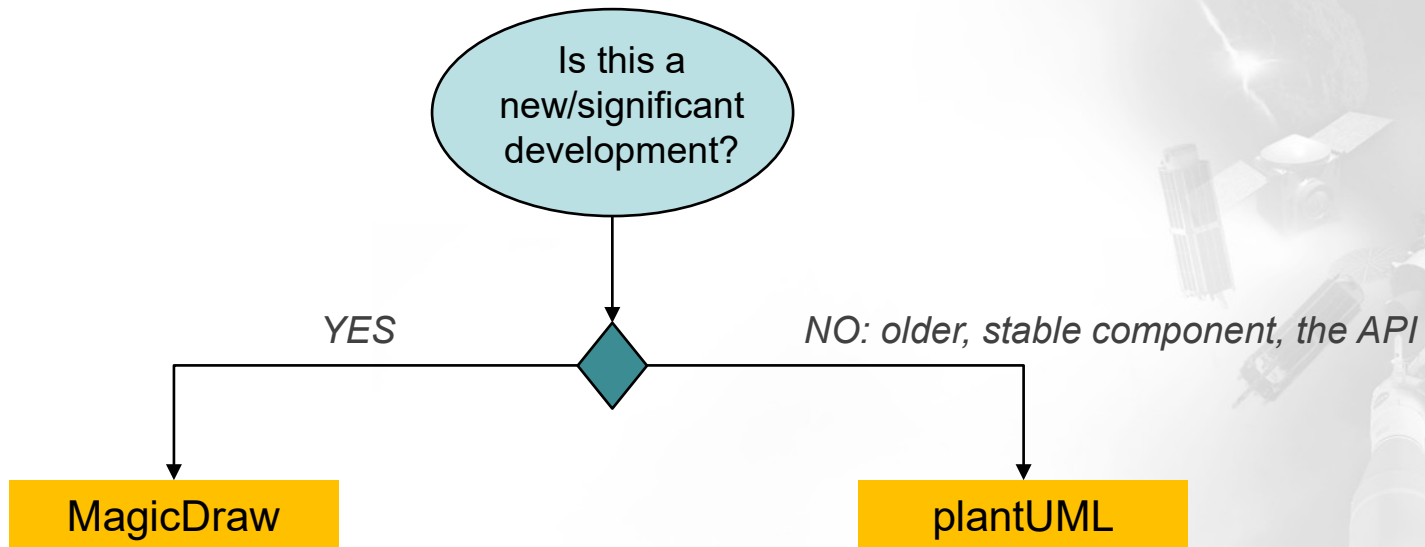 Is this a
new/significant
development?
YES
NO: older, stable component, the API
MagicDraw
plantUML